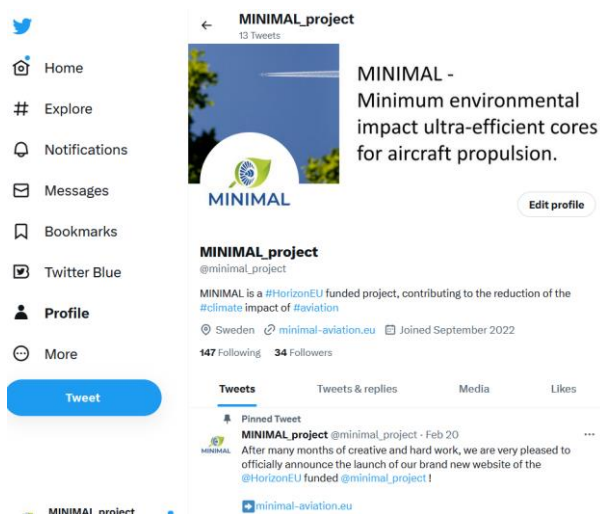 MINIMAL_project
13 Tweets
Home
Explore
Notifications
Messages
Bookmarks
Twitter Blue
Profile
More
Tweet
MINIMAL_project
MINIMAL -
Minimum environmental
impact ultra-efficient cores
for aircraft propulsion.
MINIMAL
Edit profile
MINIMAL_project
@minimal_project
MINIMAL is a #HorizonEU funded project, contributing to the reduction of the
#climate impact of #aviation
Sweden minimal-aviation.eu Joined September 2022
147 Following 34 Followers
Tweets Tweets & replies Media Likes
Pinned Tweet
MINIMAL_project @minimal_project · Feb 20 ...
MINIMAL
After many months of creative and hard work, we are very pleased to
officially announce the launch of our brand new website of the
@HorizonEU funded @minimal_project !
minimal-aviation.eu